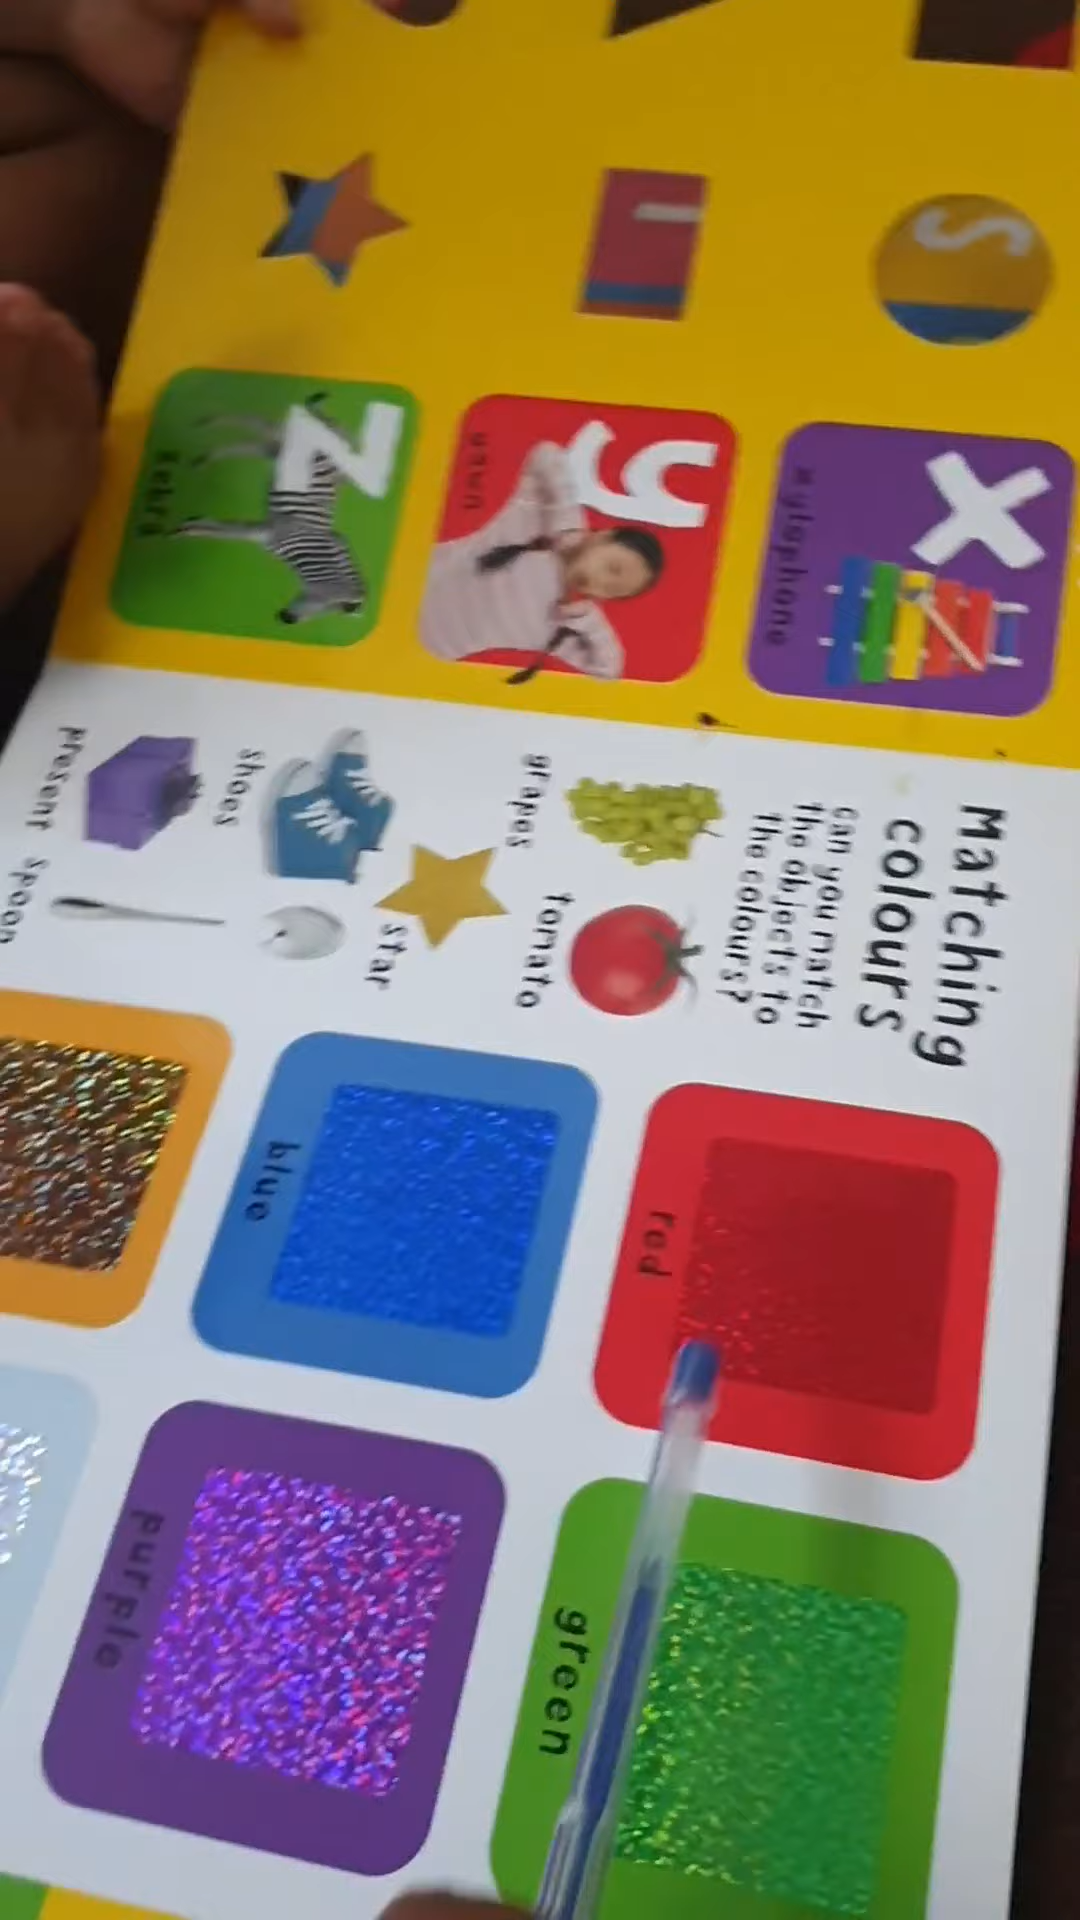 S
x
xylophone
y
yawn
z
zebra
Matching
colours
Can you match
the objects to
the colours?
grapes
tomato
star
shoes
present
spoon
red
blue
green
purple